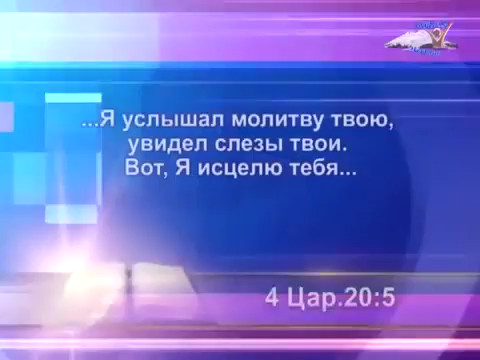 ...Я услышал молитву твою,
увидел слезы твои.
Вот, Я исцелю тебя...
4 Цар.20:5